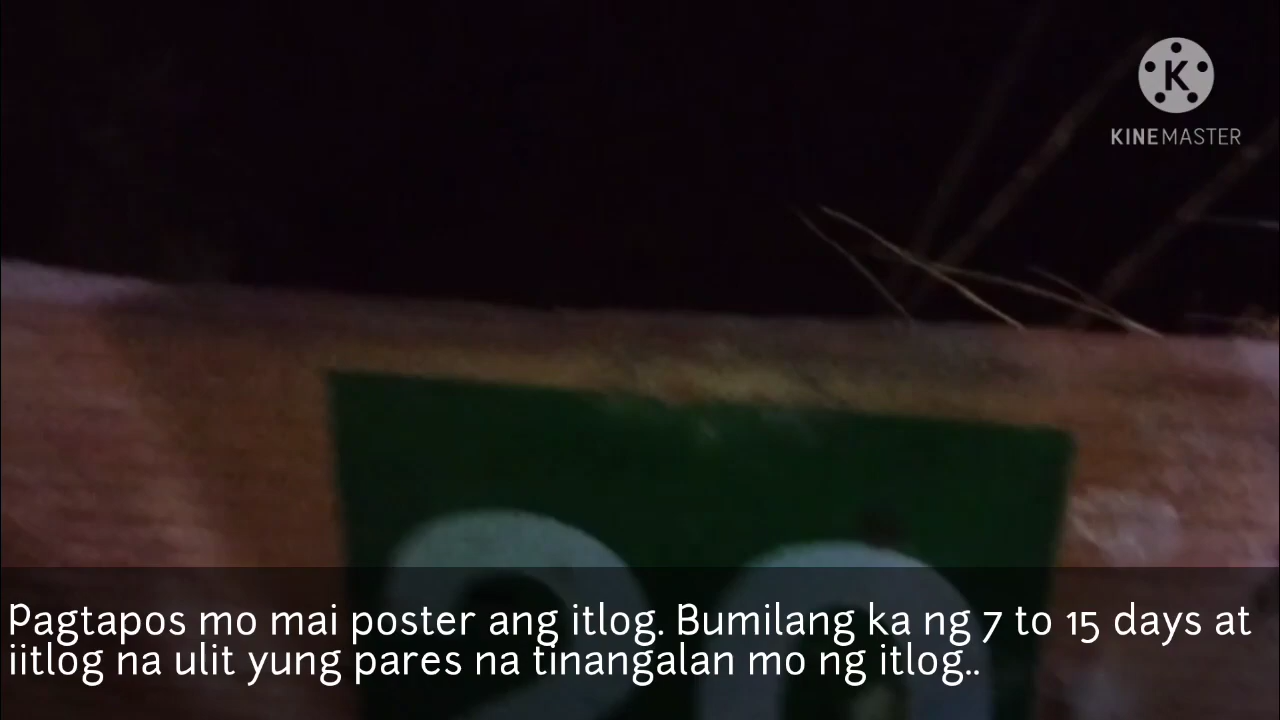 K
KINEMASTER
20
Pagtapos mo mai poster ang itlog. Bumilang ka ng 7 to 15 days at
iitlog na ulit yung pares na tinangalan mo ng itlog..